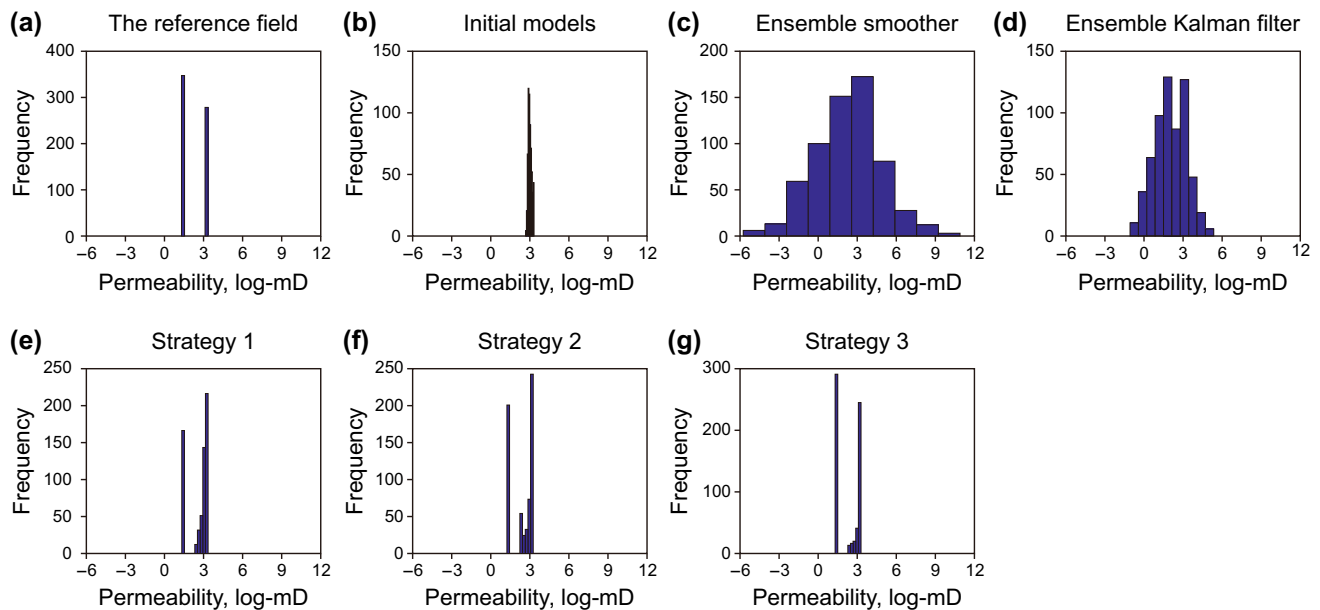 (a) The reference field
400
300
200
100
0
Frequency
−6 −3 0 3 6 9 12
Permeability, log-mD
(b) Initial models
150
100
50
0
Frequency
−6 −3 0 3 6 9 12
Permeability, log-mD
(c) Ensemble smoother
200
150
100
50
0
Frequency
−6 −3 0 3 6 9 12
Permeability, log-mD
(d) Ensemble Kalman filter
150
100
50
0
Frequency
−6 −3 0 3 6 9 12
Permeability, log-mD
(e) Strategy 1
250
200
150
100
50
0
Frequency
−6 −3 0 3 6 9 12
Permeability, log-mD
(f) Strategy 2
250
200
150
100
50
0
Frequency
−6 −3 0 3 6 9 12
Permeability, log-mD
(g) Strategy 3
300
200
100
0
Frequency
−6 −3 0 3 6 9 12
Permeability, log-mD